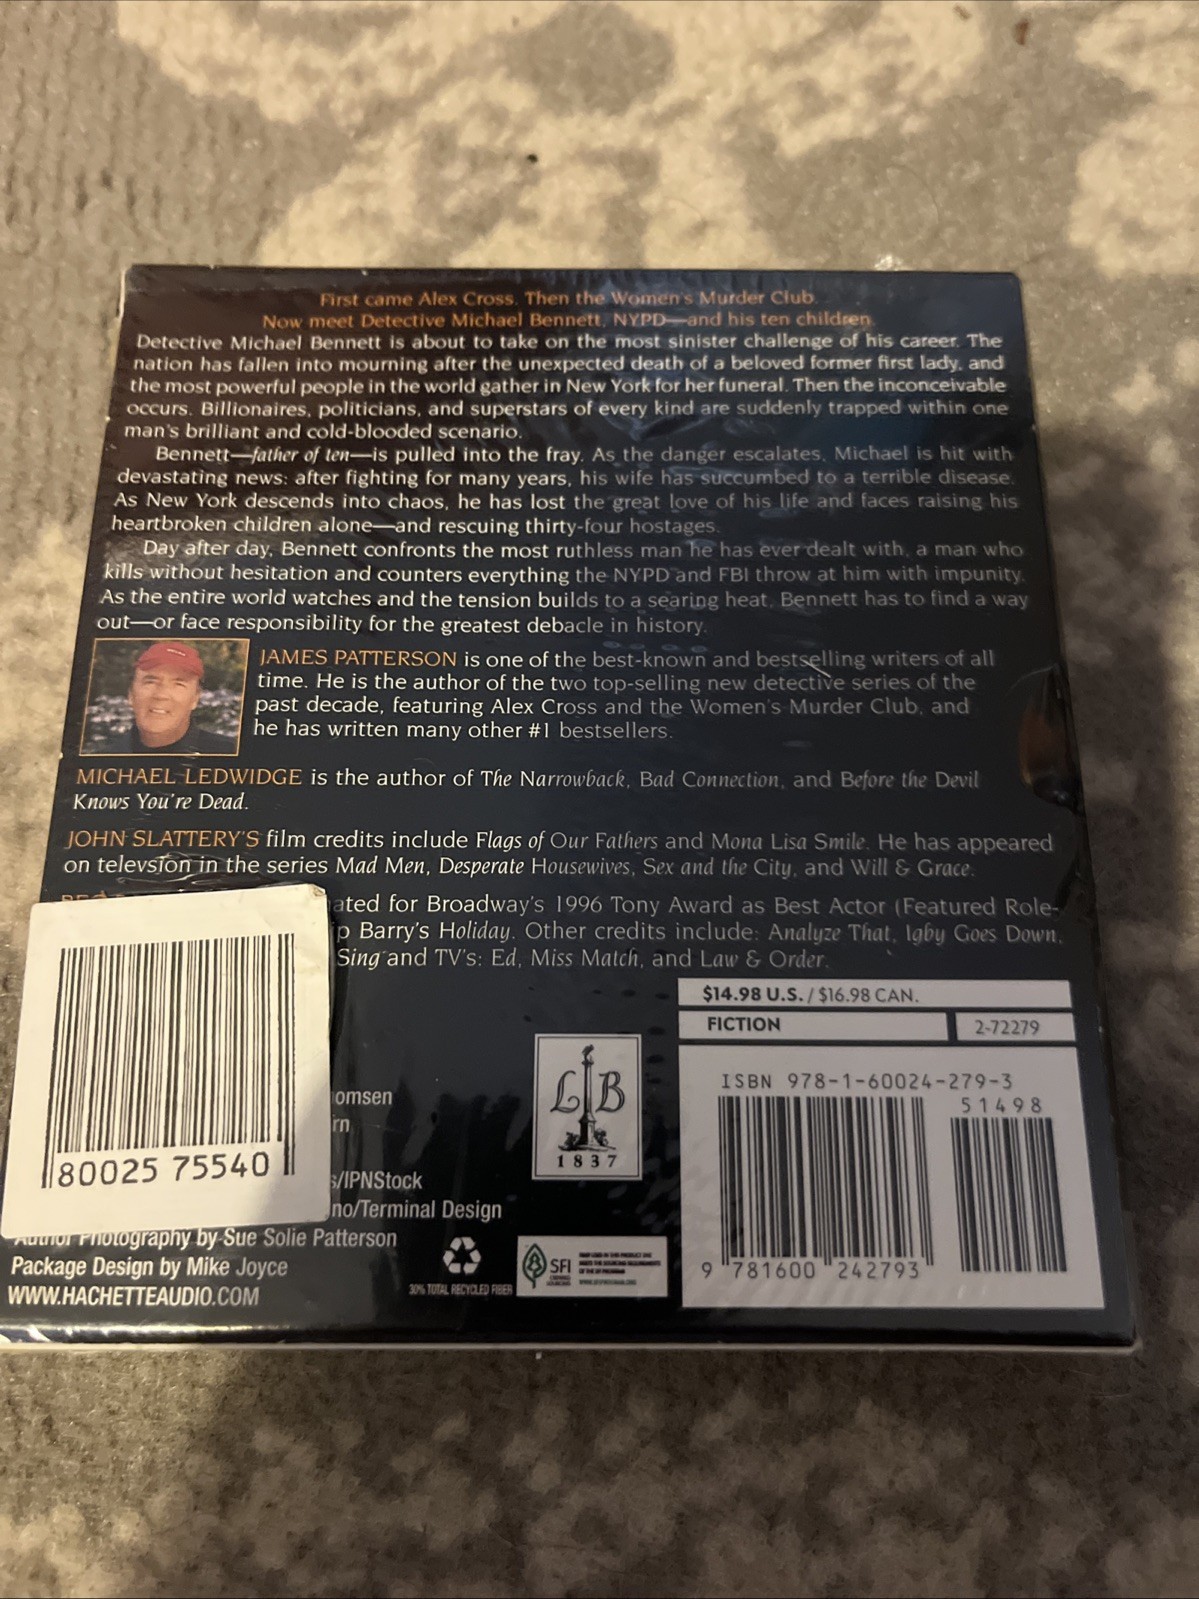 First came Alex Cross. Then the Women's Murder Club.
Now meet Detective Michael Bennett, NYPD—and his ten children.
Detective Michael Bennett is about to take on the most sinister challenge of his career. The
nation has fallen into mourning after the unexpected death of a beloved former first lady, and
the most powerful people in the world gather in New York for her funeral. Then the inconceivable
occurs. Billionaires, politicians, and superstars of every kind are suddenly trapped within one
man's brilliant and cold-blooded scenario.
Bennett—father of ten—is pulled into the fray. As the danger escalates, Michael is hit with
devastating news: after fighting for many years, his wife has succumbed to a terrible disease.
As New York descends into chaos, he has lost the great love of his life and faces raising his
heartbroken children alone—and rescuing thirty-four hostages.
Day after day, Bennett confronts the most ruthless man he has ever dealt with, a man who
kills without hesitation and counters everything the NYPD and FBI throw at him with impunity.
As the entire world watches and the tension builds to a searing heat, Bennett has to find a way
out—or face responsibility for the greatest debacle in history.
JAMES PATTERSON is one of the best-known and bestselling writers of all
time. He is the author of the two top-selling new detective series of the
past decade, featuring Alex Cross and the Women's Murder Club, and
he has written many other #1 bestsellers.
MICHAEL LEDWIDGE is the author of The Narrowback, Bad Connection, and Before the Devil
Knows You're Dead.
JOHN SLATTERY'S film credits include Flags of Our Fathers and Mona Lisa Smile. He has appeared
on televsion in the series Mad Men, Desperate Housewives, Sex and the City, and Will & Grace.
ated for Broadway's 1996 Tony Award as Best Actor (Featured Role-
p Barry's Holiday. Other credits include: Analyze That, Igby Goes Down,
Sing and TV's: Ed, Miss Match, and Law & Order.
$14.98 U.S. / $16.98 CAN.
FICTION
2-72279
ISBN 978-1-60024-279-3
51498
9 781600 242793
80025 75540
omsen
rn
s/IPNStock
no/Terminal Design
Author Photography by Sue Solie Patterson
Package Design by Mike Joyce
WWW.HACHETTEAUDIO.COM
LB
1837
30% TOTAL RECYCLED FIBER
SFI